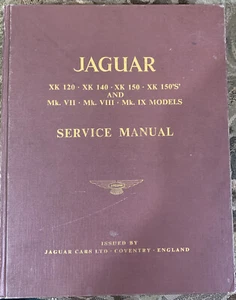 JAGUAR
XK 120 · XK 140 · XK 150 · XK 150'S'
AND
Mk. VII · Mk. VIII · Mk. IX MODELS
SERVICE MANUAL
ISSUED BY
JAGUAR CARS LTD · COVENTRY · ENGLAND